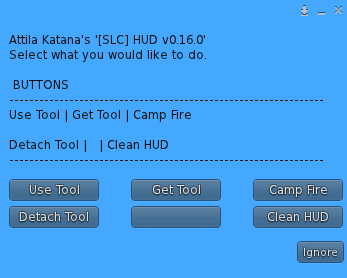 Attila Katana's '[SLC] HUD v0.16.0'
Select what you would like to do.
BUTTONS
----------------------------------------------------------------
Use Tool | Get Tool | Camp Fire
Detach Tool |   | Clean HUD
----------------------------------------------------------------
Use Tool Get Tool Camp Fire
Detach Tool Clean HUD
Ignore